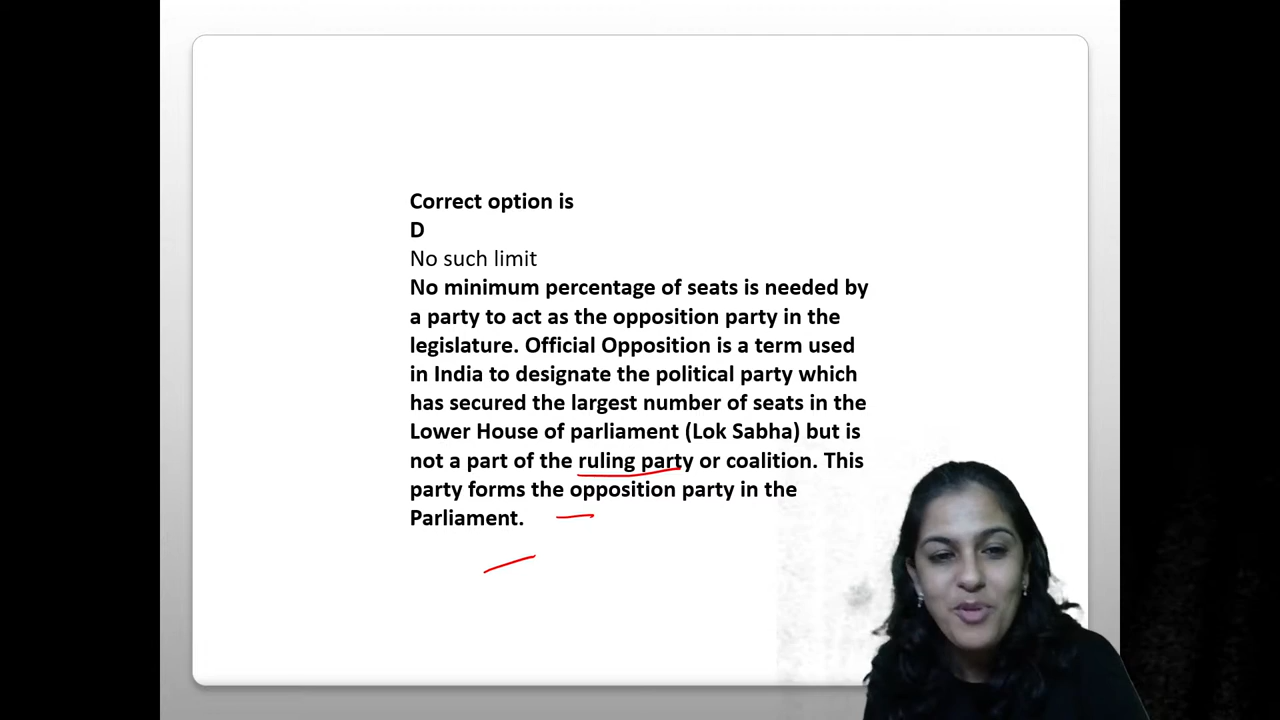 Correct option is
D
No such limit
No minimum percentage of seats is needed by
a party to act as the opposition party in the
legislature. Official Opposition is a term used
in India to designate the political party which
has secured the largest number of seats in the
Lower House of parliament (Lok Sabha) but is
not a part of the ruling party or coalition. This
party forms the opposition party in the
Parliament.